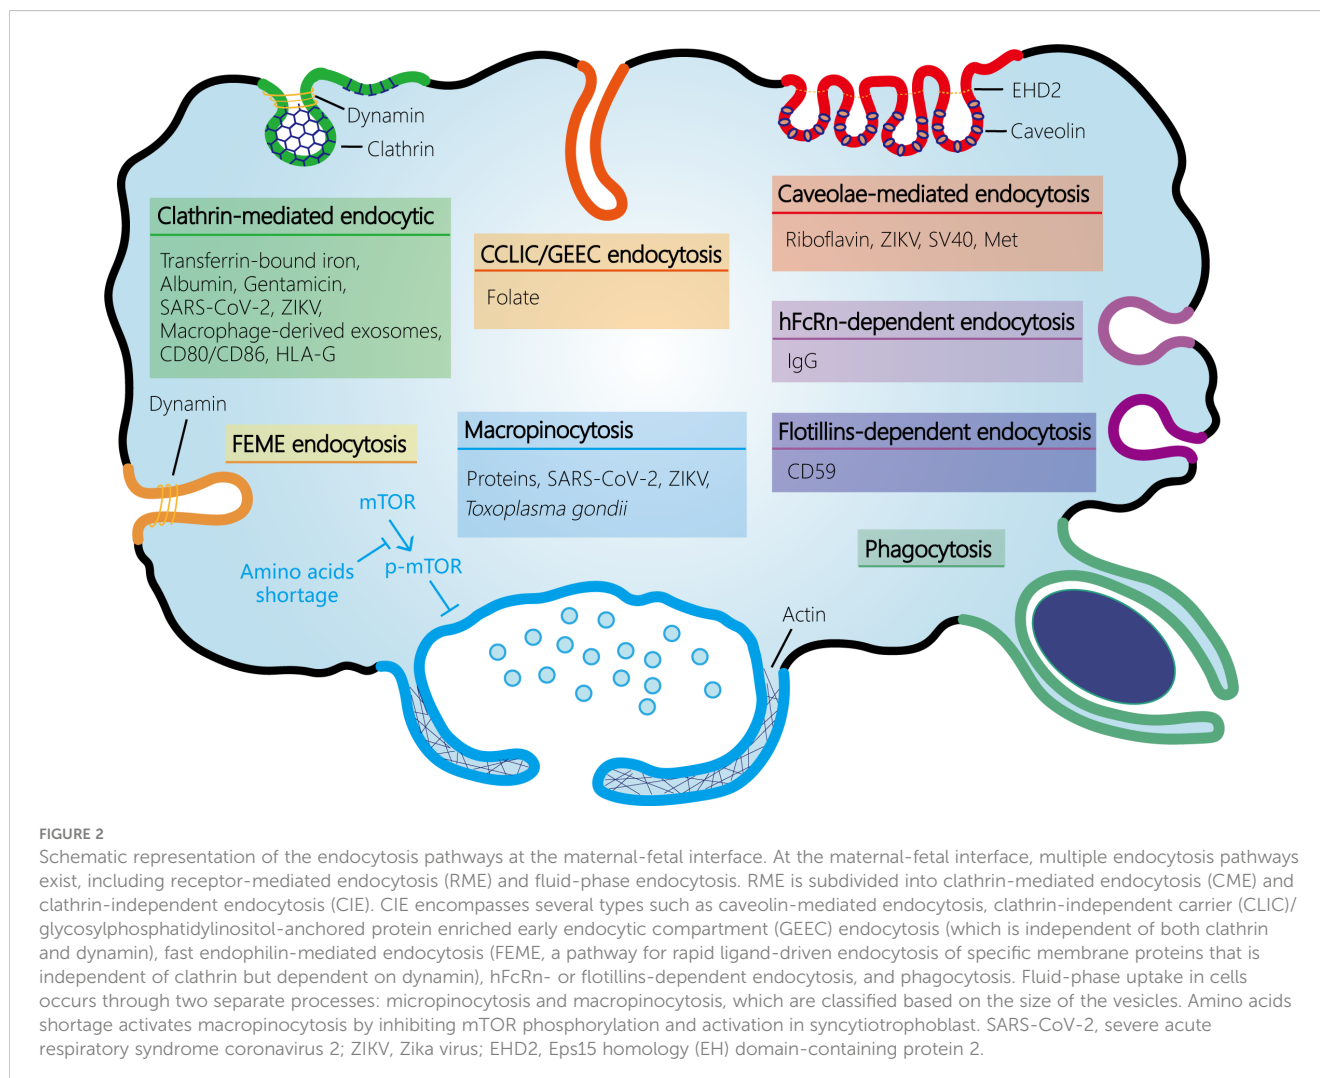 Dynamin
Clathrin
EHD2
Caveolin
Clathrin-mediated endocytic
Transferrin-bound iron,
Albumin, Gentamicin,
SARS-CoV-2, ZIKV,
Macrophage-derived exosomes,
CD80/CD86, HLA-G
CCLIC/GEEC endocytosis
Folate
Caveolae-mediated endocytosis
Riboflavin, ZIKV, SV40, Met
hFcRn-dependent endocytosis
IgG
Dynamin
FEME endocytosis
Macropinocytosis
Proteins, SARS-CoV-2, ZIKV,
Toxoplasma gondii
Flotillins-dependent endocytosis
CD59
mTOR
Amino acids
shortage
p-mTOR
Phagocytosis
Actin
FIGURE 2
Schematic representation of the endocytosis pathways at the maternal-fetal interface. At the maternal-fetal interface, multiple endocytosis pathways
exist, including receptor-mediated endocytosis (RME) and fluid-phase endocytosis. RME is subdivided into clathrin-mediated endocytosis (CME) and
clathrin-independent endocytosis (CIE). CIE encompasses several types such as caveolin-mediated endocytosis, clathrin-independent carrier (CLIC)/
glycosylphosphatidylinositol-anchored protein enriched early endocytic compartment (GEEC) endocytosis (which is independent of both clathrin
and dynamin), fast endophilin-mediated endocytosis (FEME, a pathway for rapid ligand-driven endocytosis of specific membrane proteins that is
independent of clathrin but dependent on dynamin), hFcRn- or flotillins-dependent endocytosis, and phagocytosis. Fluid-phase uptake in cells
occurs through two separate processes: micropinocytosis and macropinocytosis, which are classified based on the size of the vesicles. Amino acids
shortage activates macropinocytosis by inhibiting mTOR phosphorylation and activation in syncytiotrophoblast. SARS-CoV-2, severe acute
respiratory syndrome coronavirus 2; ZIKV, Zika virus; EHD2, Eps15 homology (EH) domain-containing protein 2.